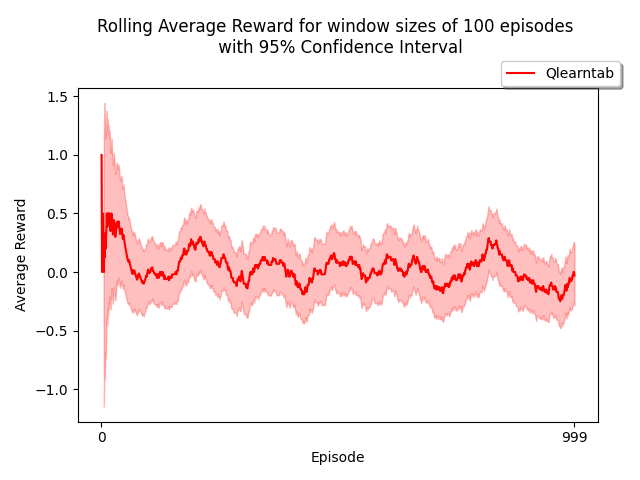 Rolling Average Reward for window sizes of 100 episodes
with 95% Confidence Interval
Qlearntab
1.5
1.0
0.5
0.0
−0.5
−1.0
Average Reward
0
999
Episode